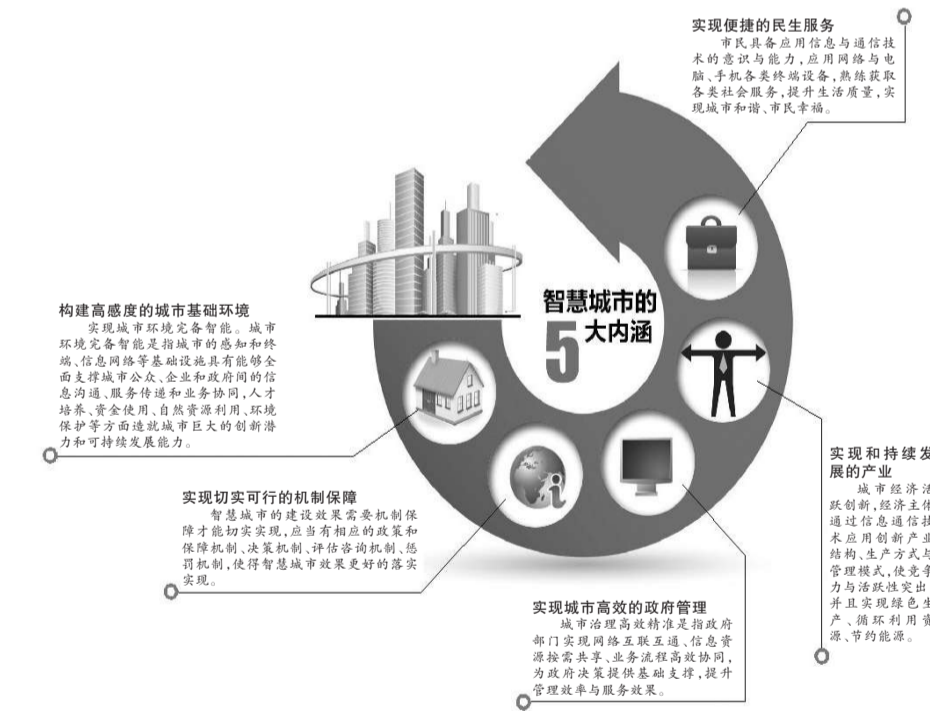 实现便捷的民生服务
市民具备应用信息与通信技
术的意识与能力,应用网络与电
脑、手机各类终端设备,熟练获取
各类社会服务,提升生活质量,实
现城市和谐、市民幸福。
智慧城市的
5大内涵
构建高感度的城市基础环境
实现城市环境完备智能。城市
环境完备智能是指城市的感知和终
端、信息网络等基础设施具有能够全
面支撑城市公众、企业和政府间的信
息沟通、服务传递和业务协同,人才
培养、资金使用、自然资源利用、环境
保护等方面造就城市巨大的创新潜
力和可持续发展能力。
实现切实可行的机制保障
智慧城市的建设效果需要机制保
障才能切实实现,应当有相应的政策和
保障机制、决策机制、评估咨询机制、惩
罚机制,使得智慧城市效果更好的落实
实现。
实现城市高效的政府管理
城市治理高效精准是指政府
部门实现网络互联互通、信息资
源按需共享、业务流程高效协同,
为政府决策提供基础支撑,提升
管理效率与服务效果。
实现和持续发
展的产业
城市经济活
跃创新,经济主体
通过信息通信技
术应用创新产业
结构、生产方式与
管理模式,使竞争
力与活跃性突出
并且实现绿色生
产、循环利用资
源、节约能源。